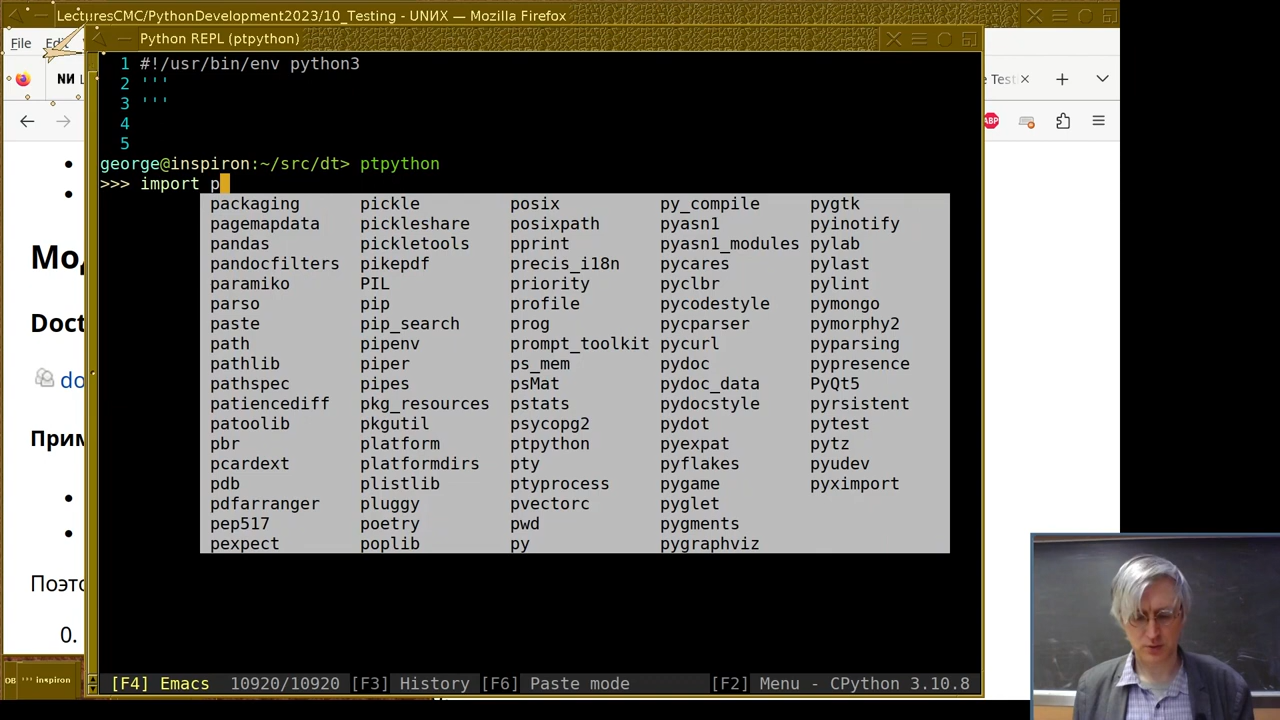 LecturesCMC/PythonDevelopment2023/10_Testing - UNИX — Mozilla Firefox
Python REPL (ptpython)
File
NИ
ABP
1 #!/usr/bin/env python3
2 '''
3 '''
4
5
george@inspiron:~/src/dt> ptpython
>>> import p
packaging pickle posix py_compile pygtk
pagemapdata pickleshare posixpath pyasn1 pyinotify
pandas pickletools pprint pyasn1_modules pylab
pandocfilters pikepdf precis_i18n pycares pylast
paramiko PIL priority pyclbr pylint
parso pip profile pycodestyle pymongo
paste pip_search prog pycparser pymorphy2
path pipenv prompt_toolkit pycurl pyparsing
pathlib piper ps_mem pydoc pypresence
pathspec pipes psMat pydoc_data PyQt5
patiencediff pkg_resources pstats pydocstyle pyrsistent
patoolib pkgutil psycopg2 pydot pytest
pbr platform ptpython pyexpat pytz
pcardext platformdirs pty pyflakes pyudev
pdb plistlib ptyprocess pygame pyximport
pdfarranger pluggy pvectorc pyglet
pep517 poetry pwd pygments
pexpect poplib py pygraphviz
Doct
do
Прим
Поэто
0.
OB ''' inspiron
[F4] Emacs 10920/10920 [F3] History [F6] Paste mode [F2] Menu - CPython 3.10.8